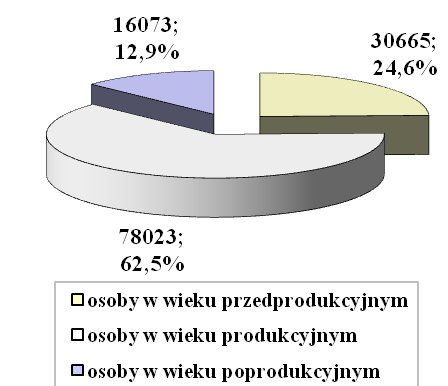 16073;
12,9%
30665;
24,6%
78023;
62,5%
osoby w wieku przedprodukcyjnym
osoby w wieku produkcyjnym
osoby w wieku poprodukcyjnym